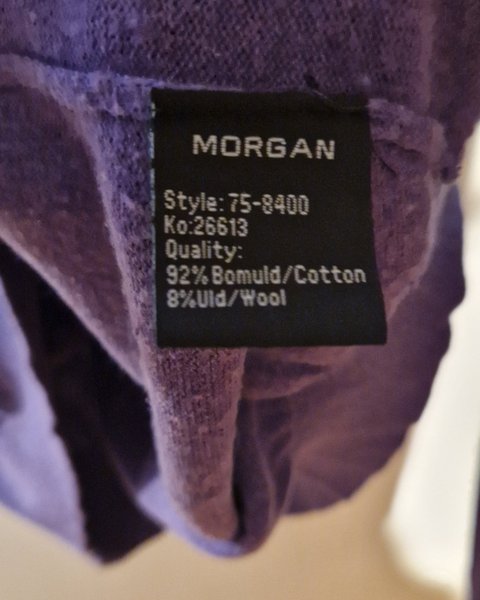 MORGAN
Style: 75-8400
Ko:26613
Quality:
92% Bomuld/Cotton
8%Uld/Wool